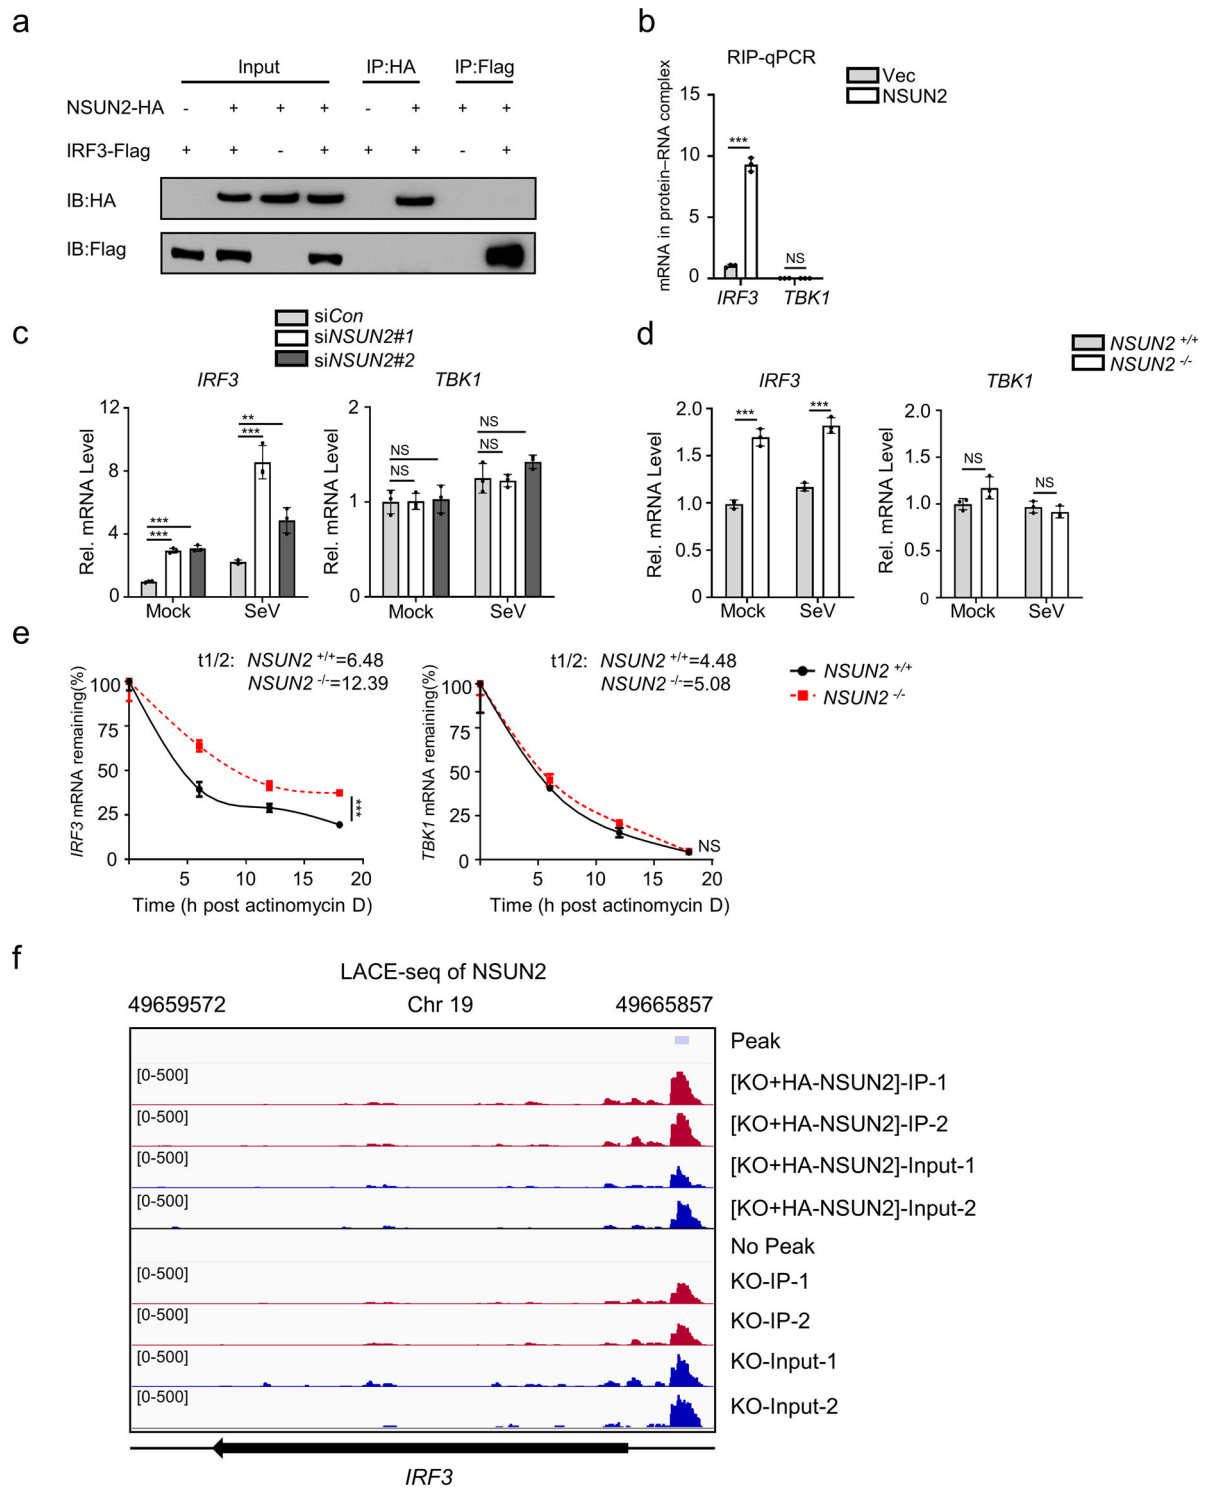 a
Input IP:HA IP:Flag
NSUN2-HA - + + + - + + +
IRF3-Flag + + - + + + - +
IB:HA
IB:Flag
b
RIP-qPCR
Vec
NSUN2
mRNA in protein–RNA complex
15
10
5
0
***
NS
IRF3 TBK1
c
siCon
siNSUN2#1
siNSUN2#2
IRF3
Rel. mRNA Level
12
8
4
0
***
***
**
***
Mock SeV
TBK1
Rel. mRNA Level
2
1
0
NS
NS
NS
NS
Mock SeV
d
NSUN2 +/+
NSUN2 -/-
IRF3
Rel. mRNA Level
2.0
1.5
1.0
0.5
0
***
***
Mock SeV
TBK1
Rel. mRNA Level
2.0
1.5
1.0
0.5
0
NS
NS
Mock SeV
e
t1/2: NSUN2 +/+=6.48
NSUN2 -/-=12.39
IRF3 mRNA remaining(%)
100
75
50
25
0
***
5 10 15 20
Time (h post actinomycin D)
t1/2: NSUN2 +/+=4.48
NSUN2 -/-=5.08
TBK1 mRNA remaining(%)
100
75
50
25
0
NS
5 10 15 20
Time (h post actinomycin D)
NSUN2 +/+
NSUN2 -/-
f
LACE-seq of NSUN2
49659572 Chr 19 49665857
Peak
[0-500] [KO+HA-NSUN2]-IP-1
[0-500] [KO+HA-NSUN2]-IP-2
[0-500] [KO+HA-NSUN2]-Input-1
[0-500] [KO+HA-NSUN2]-Input-2
No Peak
[0-500] KO-IP-1
[0-500] KO-IP-2
[0-500] KO-Input-1
[0-500] KO-Input-2
IRF3